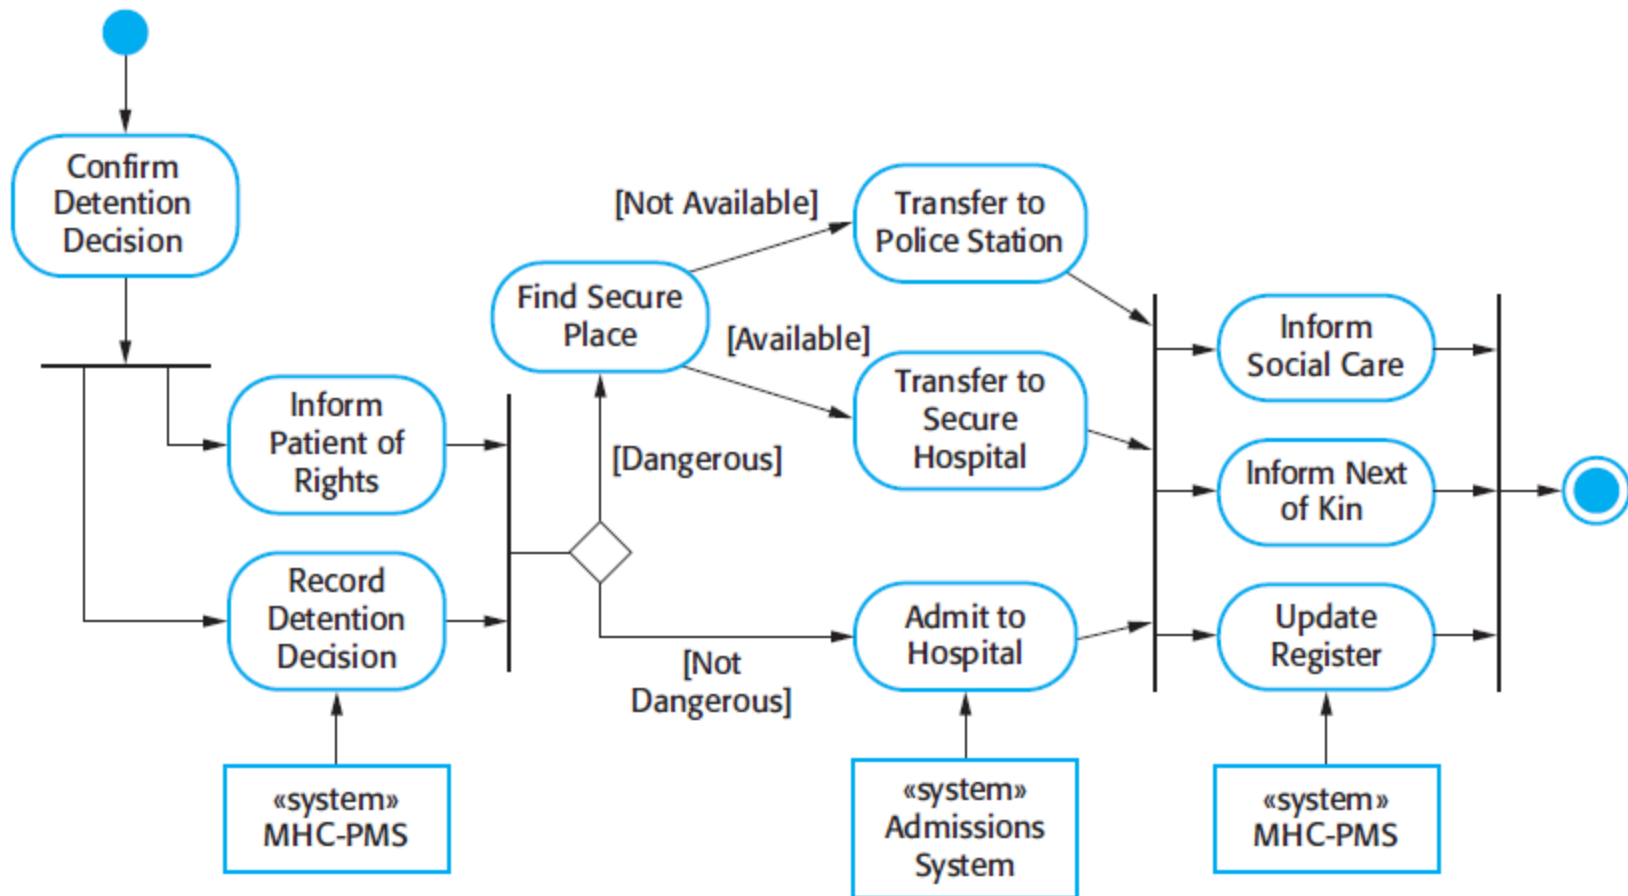 Confirm
Detention
Decision
Inform
Patient of
Rights
Record
Detention
Decision
«system»
MHC-PMS
Find Secure
Place
[Dangerous]
[Not
Dangerous]
[Not Available]
[Available]
Transfer to
Police Station
Transfer to
Secure
Hospital
Admit to
Hospital
«system»
Admissions
System
Inform
Social Care
Inform Next
of Kin
Update
Register
«system»
MHC-PMS